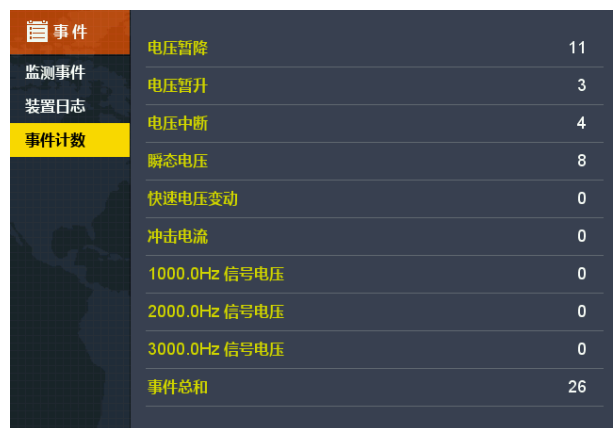 事件
监测事件
装置日志
事件计数
电压暂降 11
电压暂升 3
电压中断 4
瞬态电压 8
快速电压变动 0
冲击电流 0
1000.0Hz 信号电压 0
2000.0Hz 信号电压 0
3000.0Hz 信号电压 0
事件总和 26